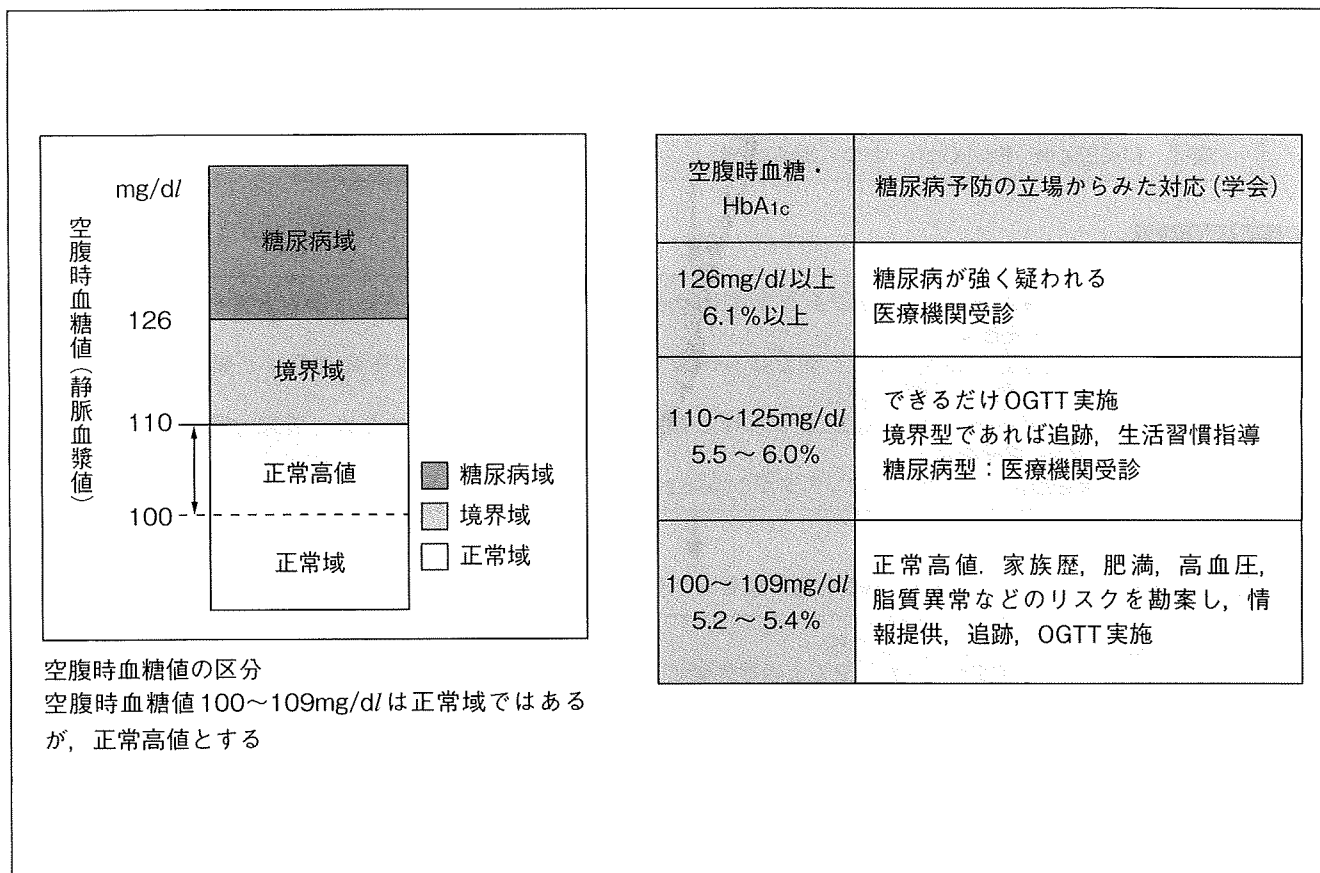 mg/dl
空腹時血糖値（静脈血漿値）
糖尿病域
126
境界域
110
正常高値
100
正常域
糖尿病域
境界域
正常域
空腹時血糖値の区分
空腹時血糖値100～109mg/dlは正常域ではある
が，正常高値とする
空腹時血糖・
HbA1c
糖尿病予防の立場からみた対応（学会）
126mg/dl以上
6.1%以上
糖尿病が強く疑われる
医療機関受診
110～125mg/dl
5.5～6.0%
できるだけOGTT実施
境界型であれば追跡，生活習慣指導
糖尿病型：医療機関受診
100～109mg/dl
5.2～5.4%
正常高値．家族歴，肥満，高血圧，
脂質異常などのリスクを勘案し，情
報提供，追跡，OGTT実施